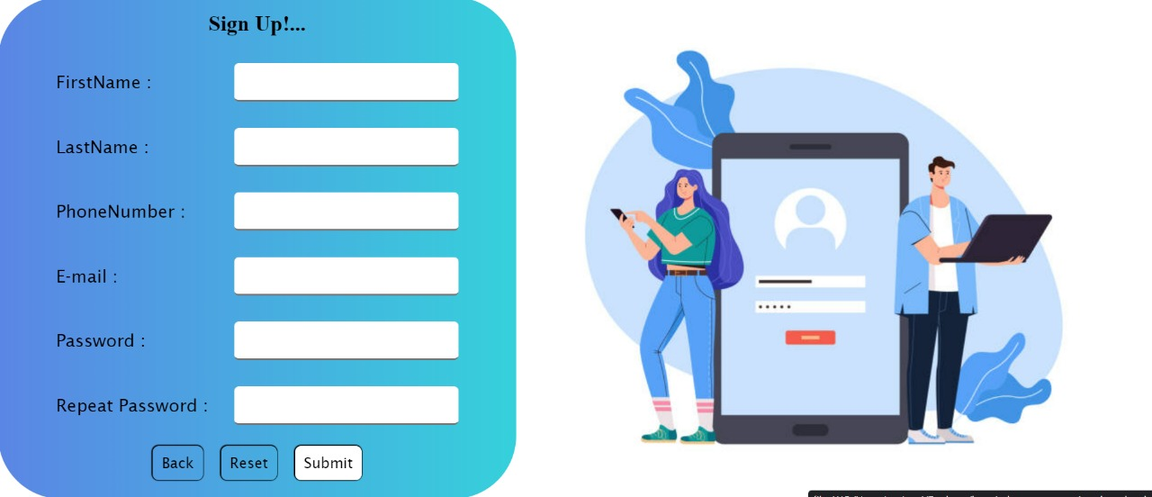 Sign Up!...
FirstName :
LastName :
PhoneNumber :
E-mail :
Password :
Repeat Password :
Back Reset Submit